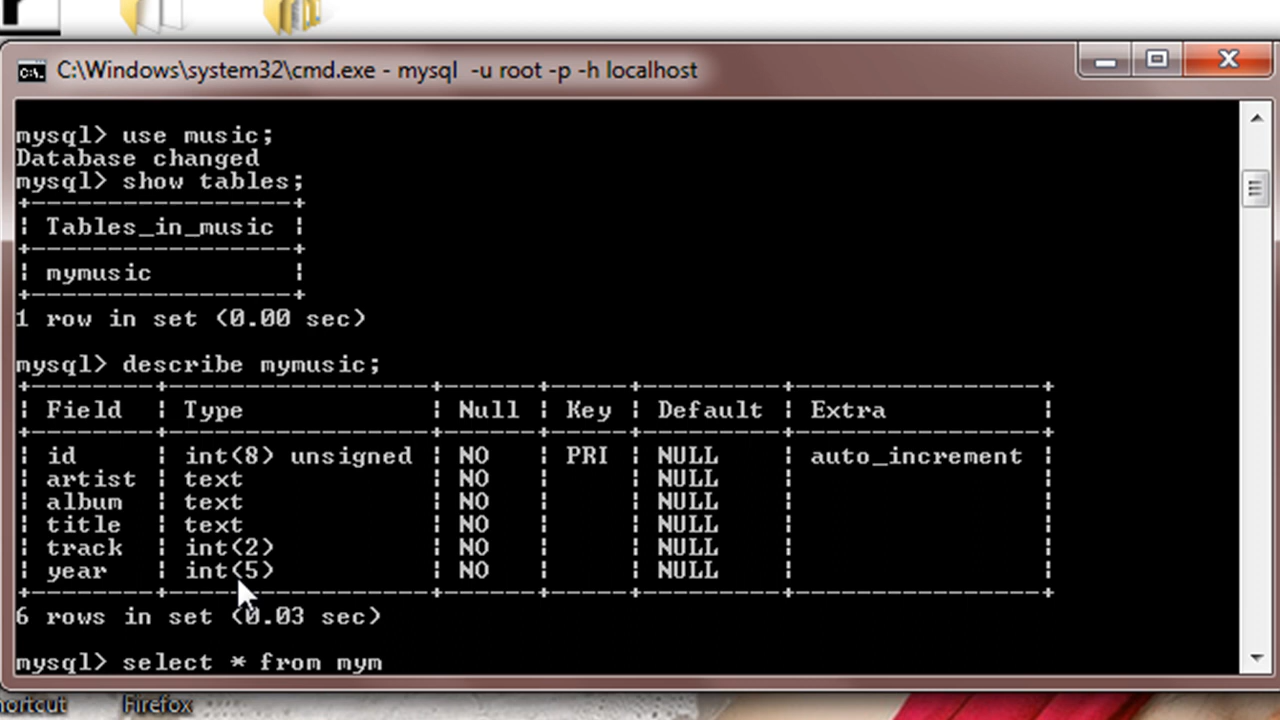 C:\Windows\system32\cmd.exe - mysql  -u root -p -h localhost
mysql> use music;
Database changed
mysql> show tables;
+-----------------+
| Tables_in_music |
+-----------------+
| mymusic         |
+-----------------+
1 row in set (0.00 sec)
mysql> describe mymusic;
+--------+-----------------+------+-----+---------+----------------+
| Field  | Type            | Null | Key | Default | Extra          |
+--------+-----------------+------+-----+---------+----------------+
| id     | int(8) unsigned | NO   | PRI | NULL    | auto_increment |
| artist | text            | NO   |     | NULL    |                |
| album  | text            | NO   |     | NULL    |                |
| title  | text            | NO   |     | NULL    |                |
| track  | int(2)          | NO   |     | NULL    |                |
| year   | int(5)          | NO   |     | NULL    |                |
+--------+-----------------+------+-----+---------+----------------+
6 rows in set (0.03 sec)
mysql> select * from mym
Firefox